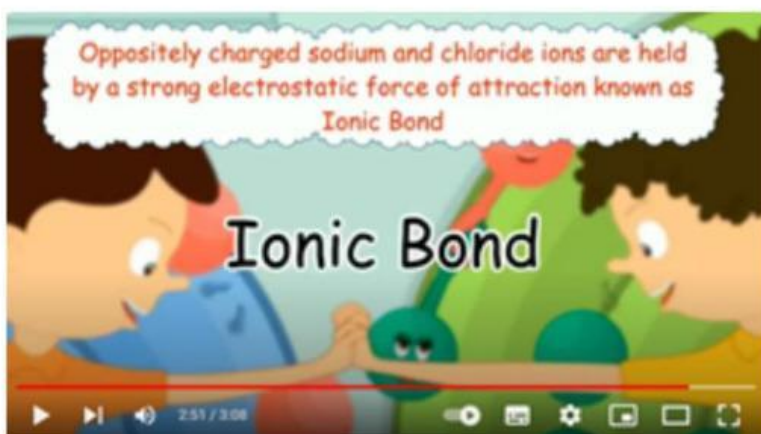 Oppositely charged sodium and chloride ions are held
by a strong electrostatic force of attraction known as
Ionic Bond
Ionic Bond
2:51 / 3:08